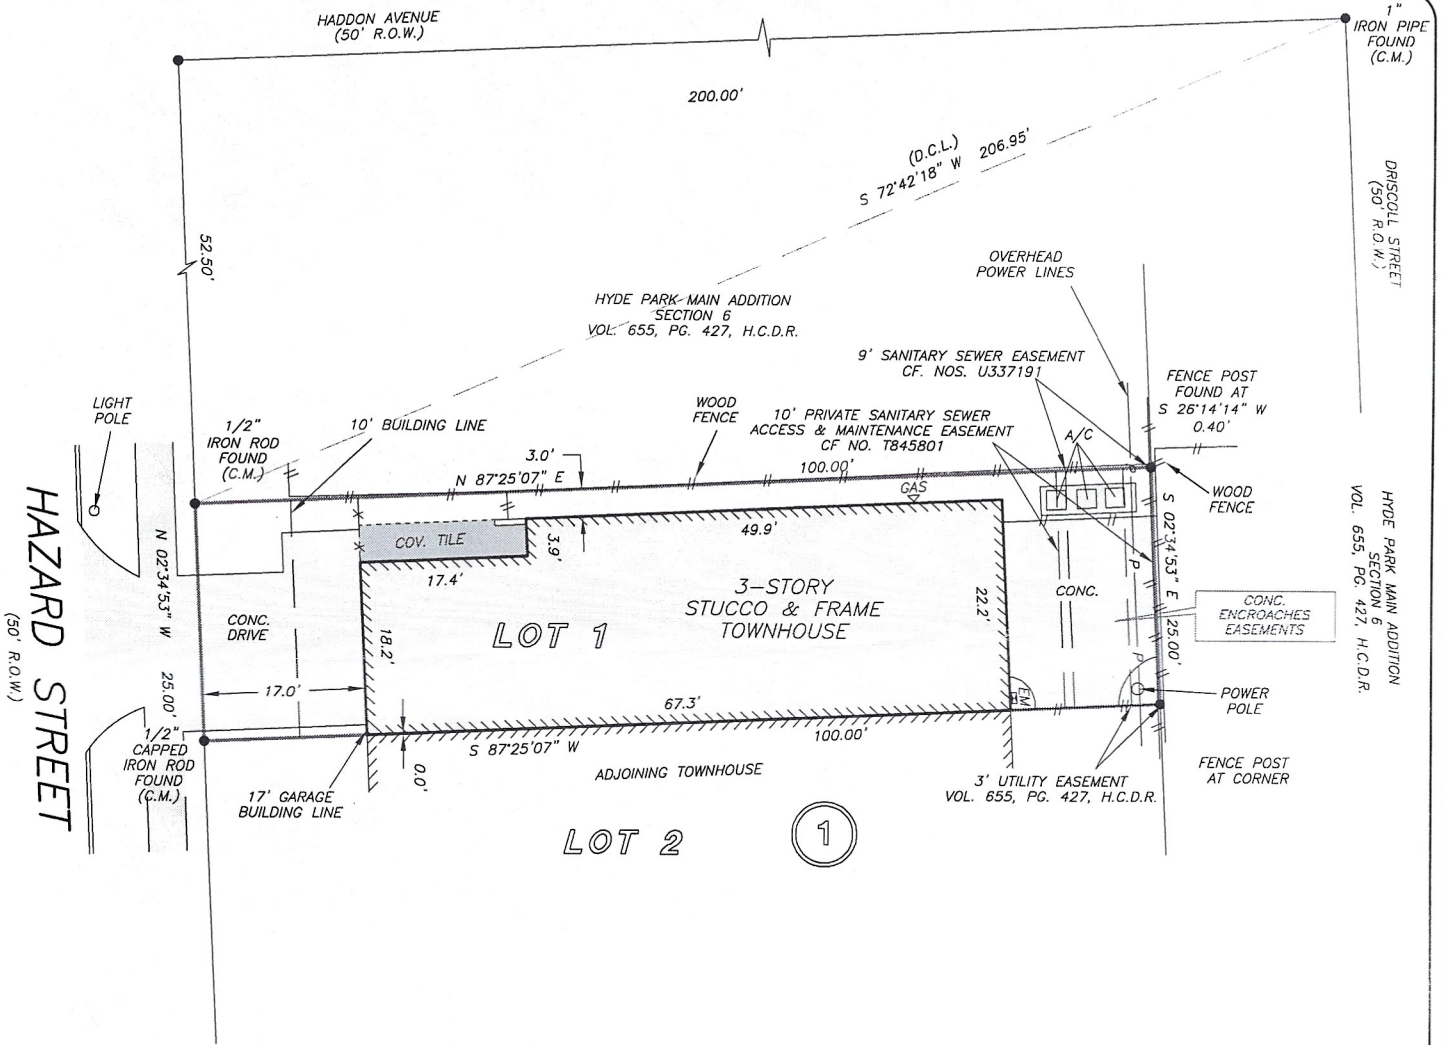 HADDON AVENUE
(50' R.O.W.)
1"
IRON PIPE
FOUND
(C.M.)
200.00'
(D.C.L.)
S 72°42'18" W 206.95'
DRISCOLL STREET
(50' R.O.W.)
52.50'
OVERHEAD
POWER LINES
HYDE PARK MAIN ADDITION
SECTION 6
VOL. 655, PG. 427, H.C.D.R.
9' SANITARY SEWER EASEMENT
CF. NOS. U337191
FENCE POST
FOUND AT
S 26°14'14" W
0.40'
LIGHT
POLE
1/2"
IRON ROD
FOUND
(C.M.)
10' BUILDING LINE
WOOD
FENCE
10' PRIVATE SANITARY SEWER
ACCESS & MAINTENANCE EASEMENT
CF NO. T845801
A/C
3.0'
N 87°25'07" E
100.00'
GAS
WOOD
FENCE
HYDE PARK MAIN ADDITION
SECTION 6
VOL. 655, PG. 427, H.C.D.R.
HAZARD STREET
(50' R.O.W.)
N 02°34'53" W 25.00'
COV. TILE
17.4'
3.9'
49.9'
3-STORY
STUCCO & FRAME
TOWNHOUSE
22.2'
CONC.
P
P
P
S 02°34'53" E 25.00'
CONC.
ENCROACHES
EASEMENTS
CONC.
DRIVE
LOT 1
18.2'
17.0'
67.3'
EM
POWER
POLE
1/2"
CAPPED
IRON ROD
FOUND
(C.M.)
S 87°25'07" W
100.00'
0.0'
ADJOINING TOWNHOUSE
17' GARAGE
BUILDING LINE
3' UTILITY EASEMENT
VOL. 655, PG. 427, H.C.D.R.
FENCE POST
AT CORNER
LOT 2
1